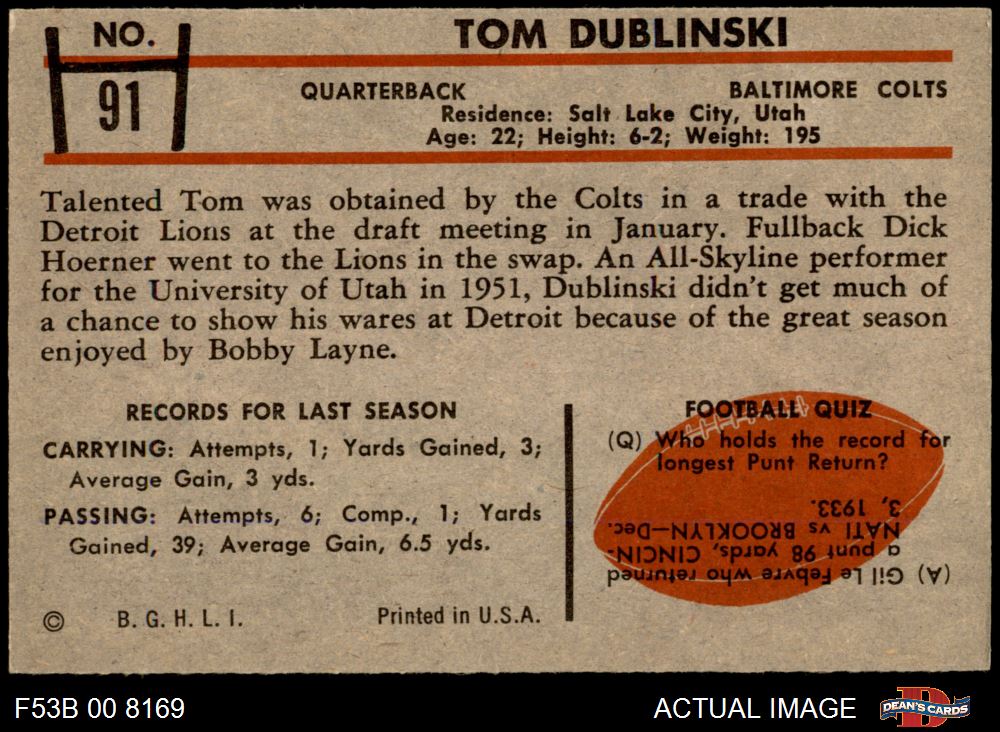 NO.
91
TOM DUBLINSKI
QUARTERBACK BALTIMORE COLTS
Residence: Salt Lake City, Utah
Age: 22; Height: 6-2; Weight: 195
Talented Tom was obtained by the Colts in a trade with the
Detroit Lions at the draft meeting in January. Fullback Dick
Hoerner went to the Lions in the swap. An All-Skyline performer
for the University of Utah in 1951, Dublinski didn't get much of
a chance to show his wares at Detroit because of the great season
enjoyed by Bobby Layne.
RECORDS FOR LAST SEASON
CARRYING: Attempts, 1; Yards Gained, 3;
Average Gain, 3 yds.
PASSING: Attempts, 6; Comp., 1; Yards
Gained, 39; Average Gain, 6.5 yds.
© B. G. H. L. I. Printed in U.S.A.
FOOTBALL QUIZ
(Q) Who holds the record for
longest Punt Return?
(A) Gil Le Febvre who returned
a punt 98 yards, CINCIN-
NATI vs BROOKLYN—Dec.
3, 1933.
F53B 00 8169
ACTUAL IMAGE
D
DEAN'S CARDS